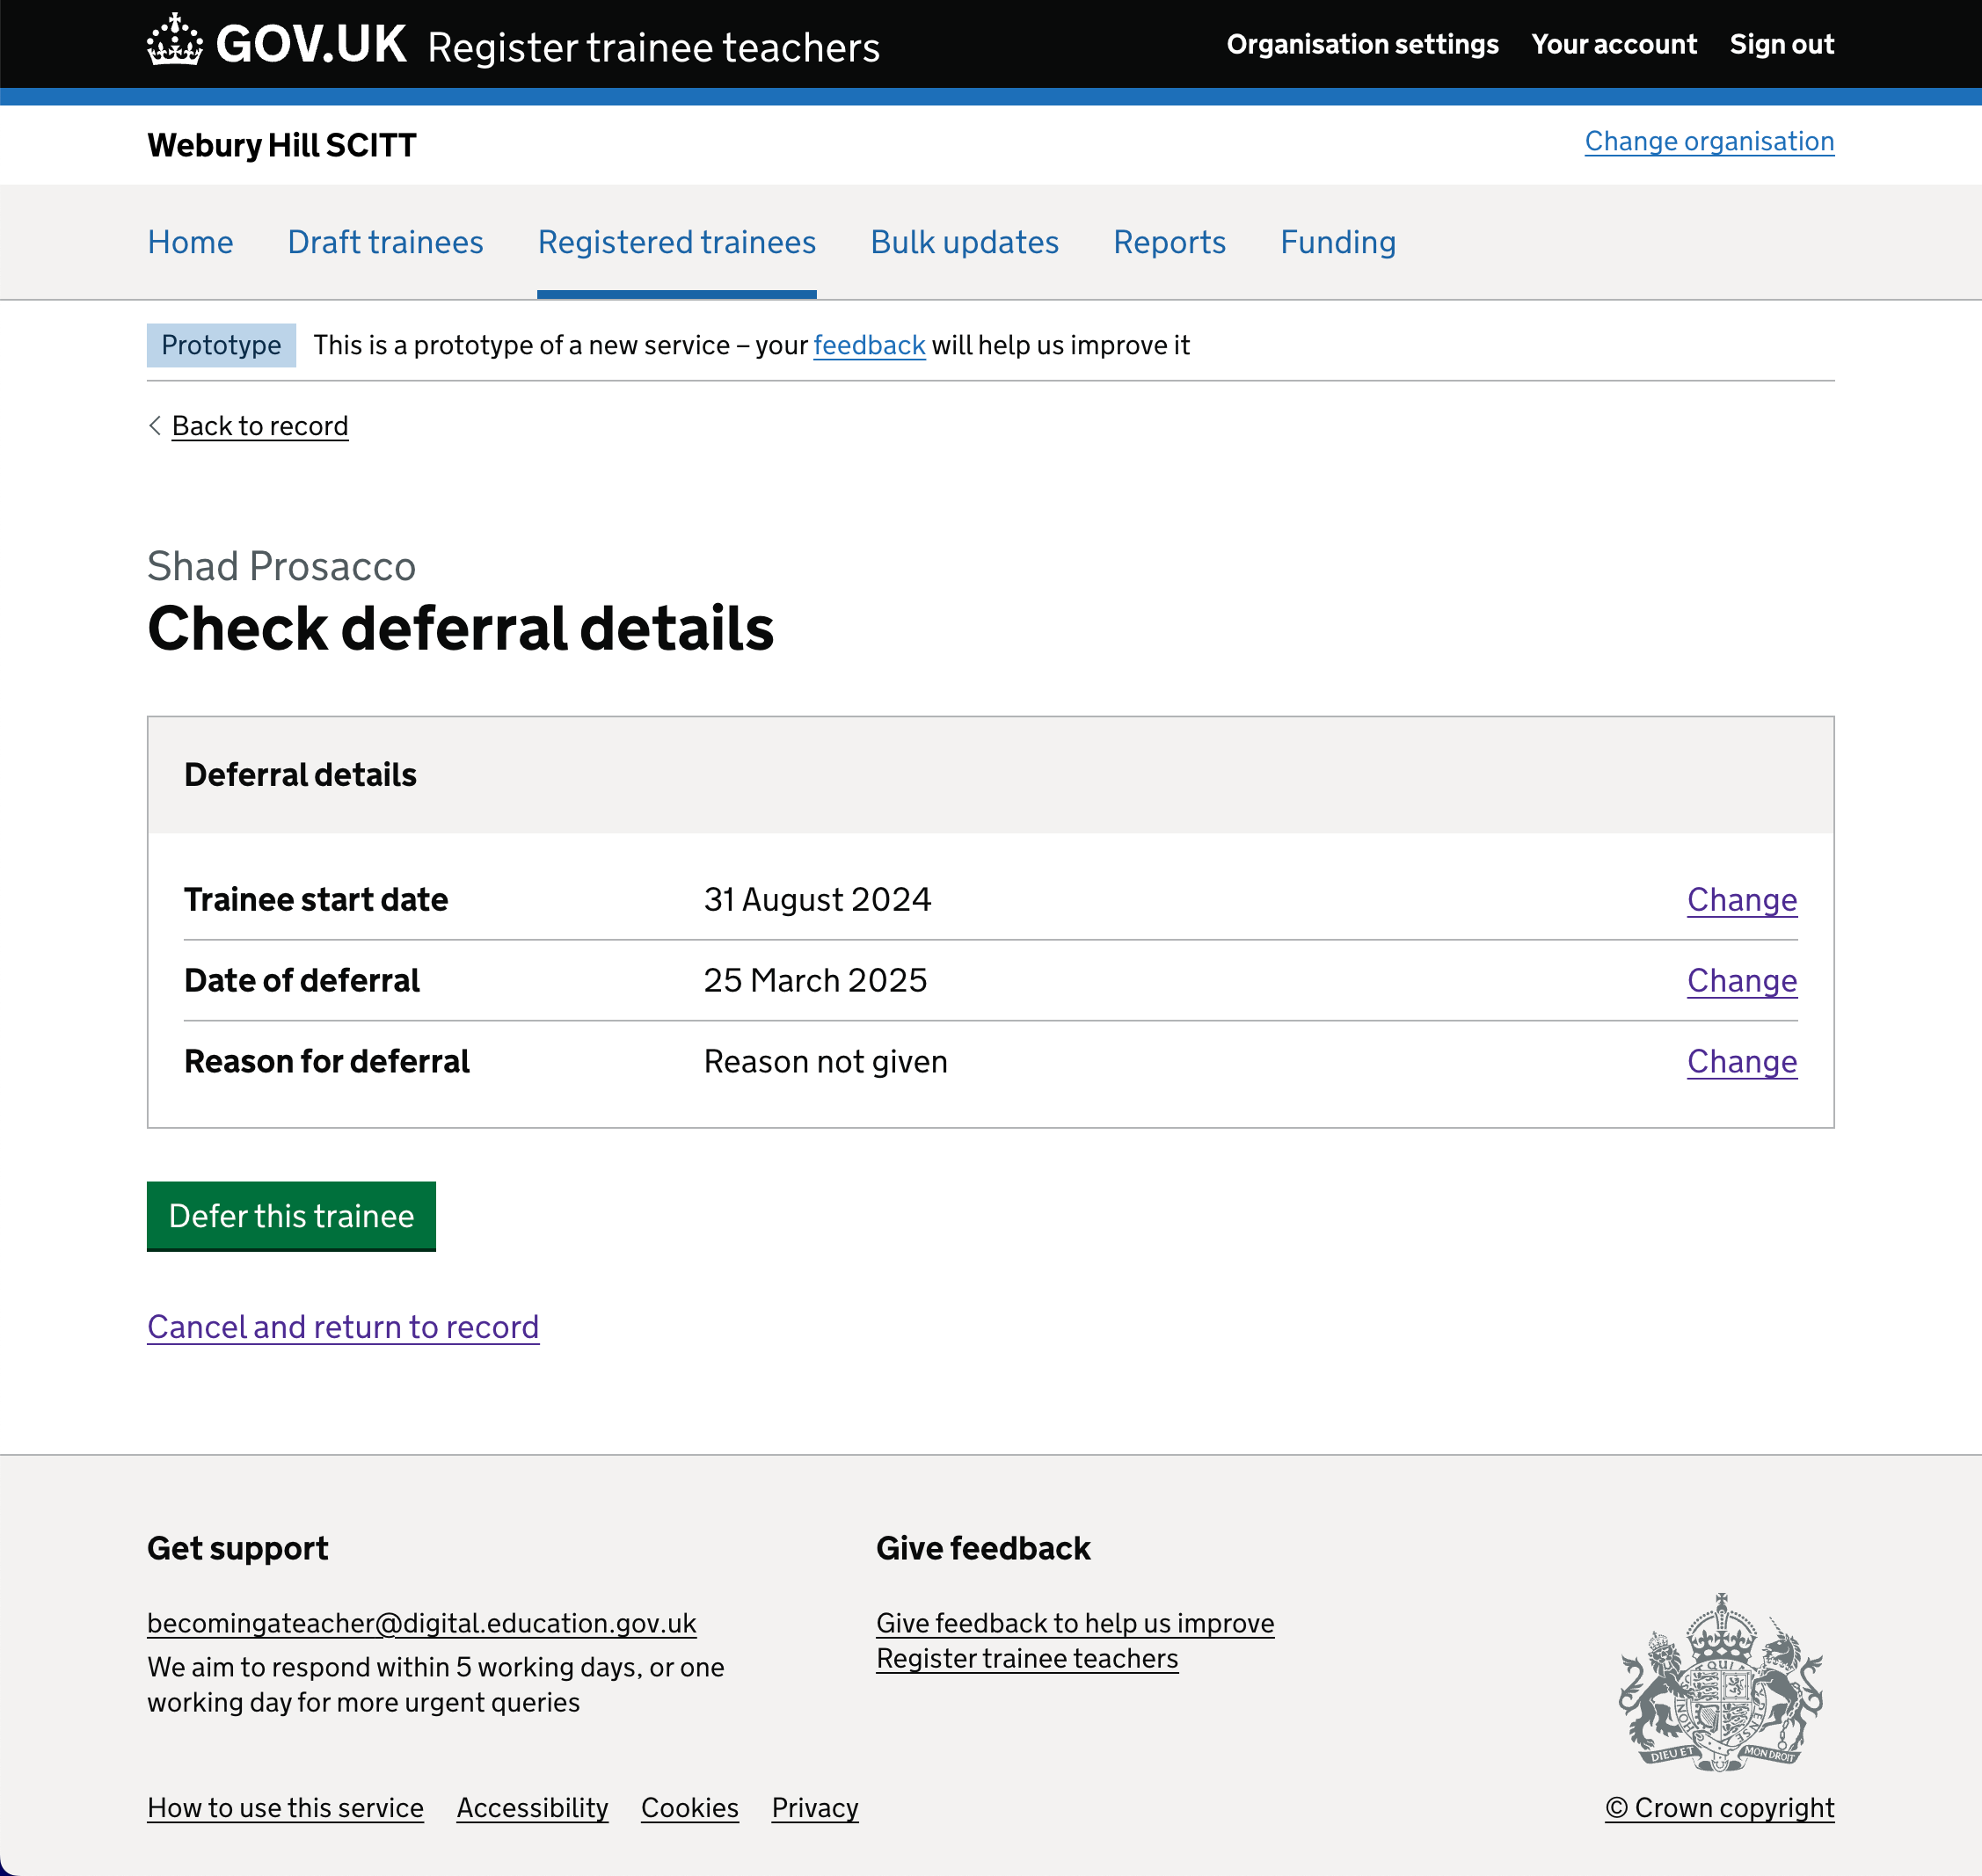 GOV.UK Register trainee teachers
Organisation settings Your account Sign out
Webury Hill SCITT
Change organisation
Home Draft trainees Registered trainees Bulk updates Reports Funding
Prototype This is a prototype of a new service – your feedback will help us improve it
Back to record
Shad Prosacco
Check deferral details
Deferral details
Trainee start date 31 August 2024 Change
Date of deferral 25 March 2025 Change
Reason for deferral Reason not given Change
Defer this trainee
Cancel and return to record
Get support
becomingateacher@digital.education.gov.uk
We aim to respond within 5 working days, or one
working day for more urgent queries
Give feedback
Give feedback to help us improve
Register trainee teachers
DIEU ET MON DROIT
How to use this service Accessibility Cookies Privacy
© Crown copyright